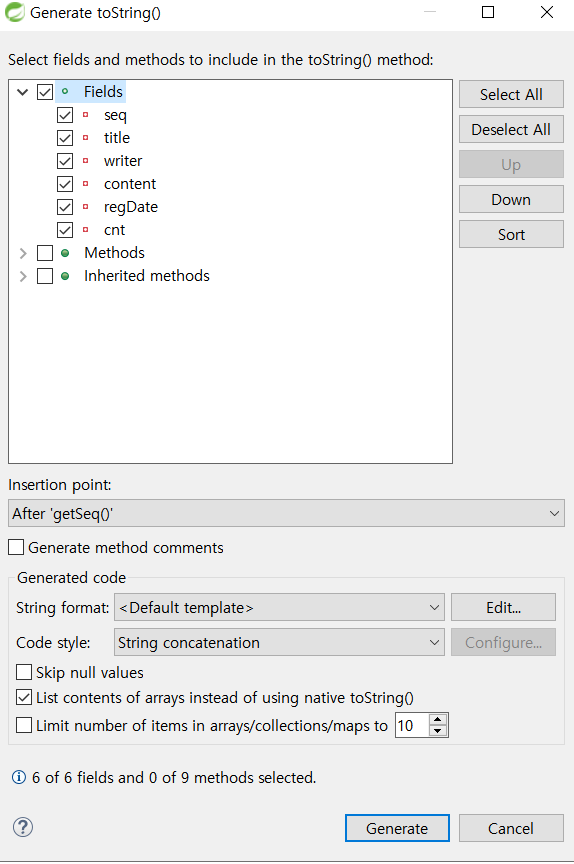 Generate toString()
Select fields and methods to include in the toString() method:
Fields
seq
title
writer
content
regDate
cnt
Methods
Inherited methods
Select All
Deselect All
Up
Down
Sort
Insertion point:
After 'getSeq()'
Generate method comments
Generated code
String format: <Default template> Edit...
Code style: String concatenation Configure...
Skip null values
List contents of arrays instead of using native toString()
Limit number of items in arrays/collections/maps to 10
6 of 6 fields and 0 of 9 methods selected.
Generate Cancel